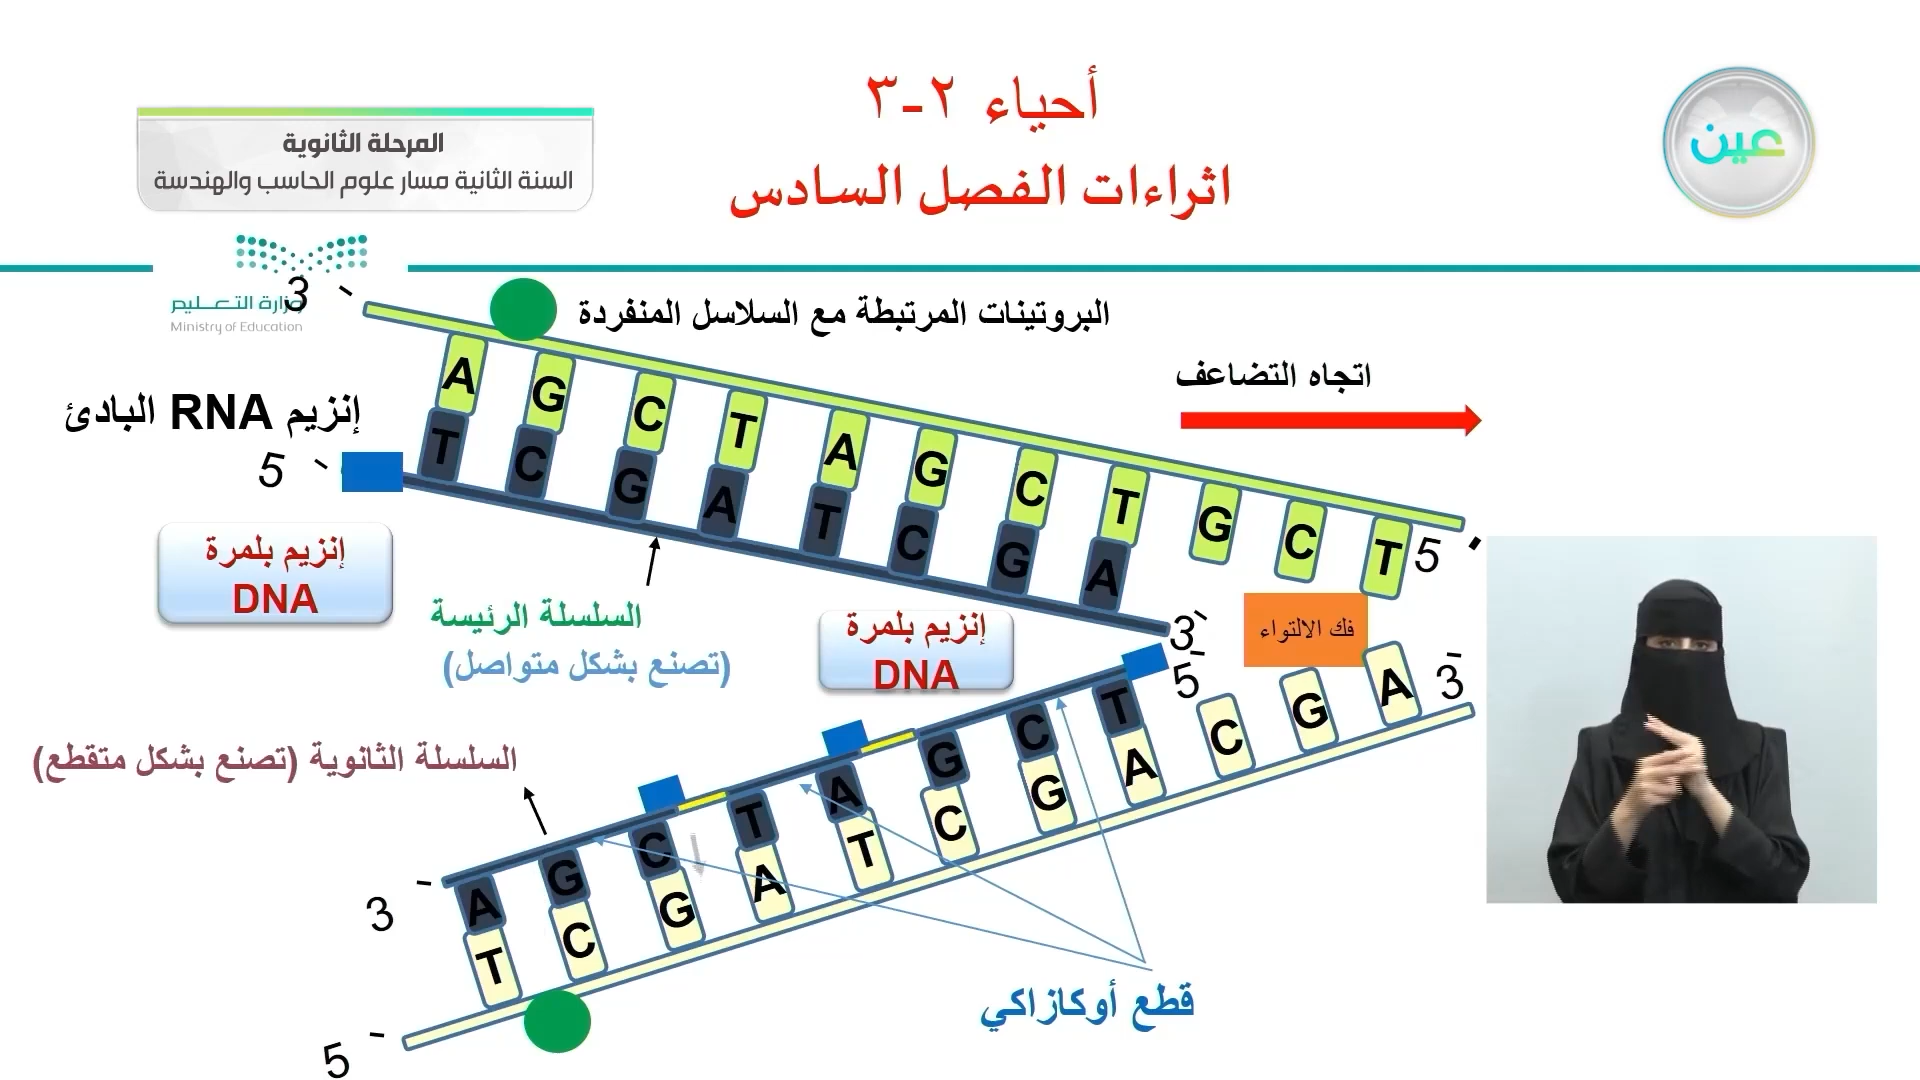 أحياء ٢-٣
اثراءات الفصل السادس
المرحلة الثانوية
السنة الثانية مسار علوم الحاسب والهندسة
عين
وزارة التعليم
Ministry of Education
3 -
البروتينات المرتبطة مع السلاسل المنفردة
اتجاه التضاعف
إنزيم RNA البادئ
5 -
A G C T A G C T G C T
T C G A T C G A
5 -
إنزيم بلمرة
DNA
السلسلة الرئيسة
(تصنع بشكل متواصل)
إنزيم بلمرة
DNA
3 -
5 -
فك الالتواء
3 -
السلسلة الثانوية (تصنع بشكل متقطع)
3 -
A G C T A G C T
T C G A T C G A C G A
قطع أوكازاكي
5 -